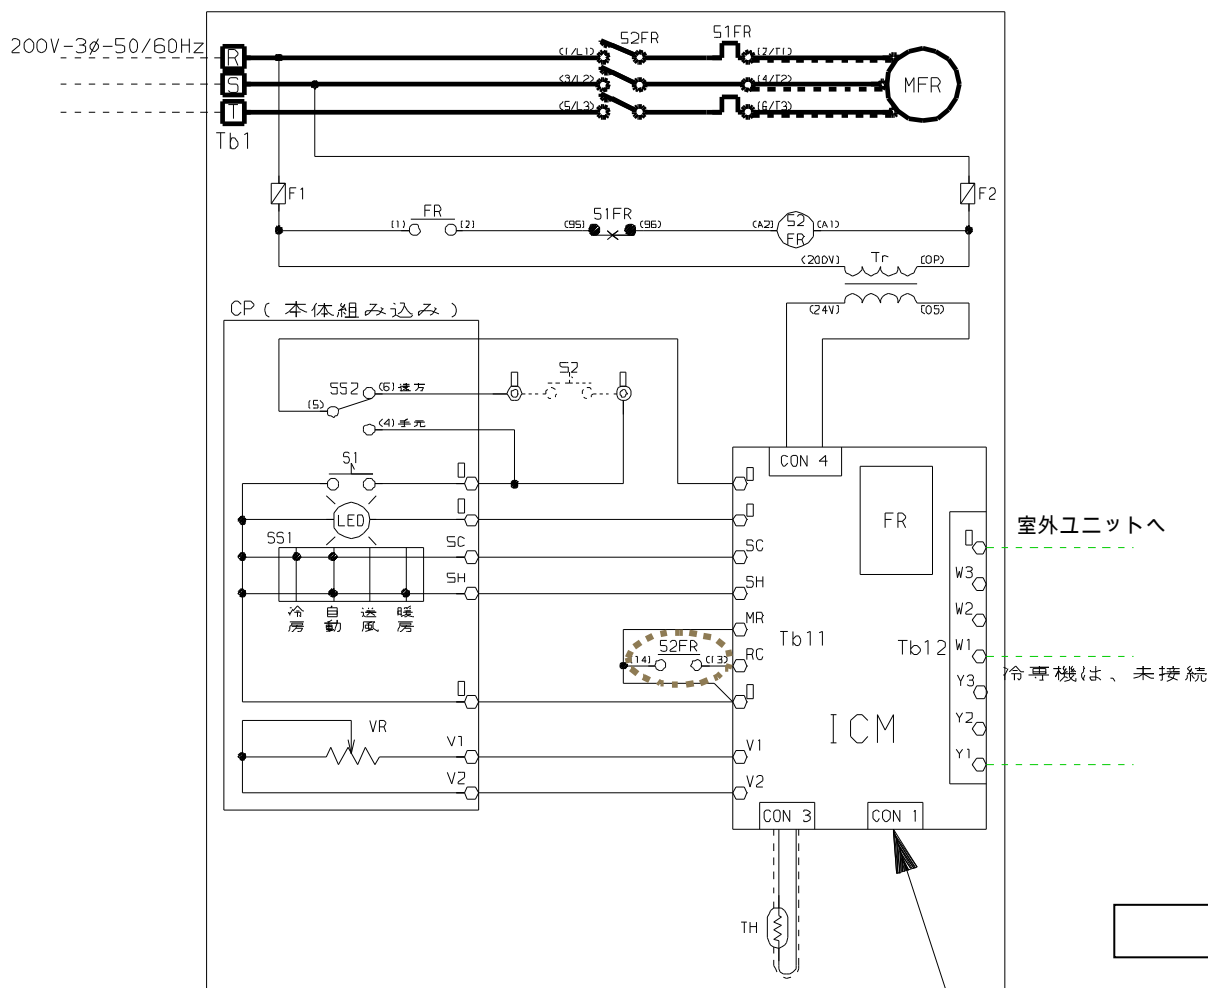 200V-3ø-50/60Hz
R
S
T
Tb1
(1/L1)
52FR
51FR
(2/T1)
(3/L2)
(4/T2)
(5/L3)
(6/T3)
MFR
F1
F2
FR
(1)
(2)
51FR
(95)
(96)
(A2)
52
FR
(A1)
(200V)
Tr
(0P)
(24V)
(0S)
CP(本体組み込み)
SS2
(5)
(6)遠方
(4)手元
S2
S1
LED
SS1
SC
SH
冷房
自動
送風
暖房
VR
V1
V2
CON 4
FR
SC
SH
MR
RC
52FR
(14)
(13)
Tb11
Tb12
W3
W2
W1
Y3
Y2
Y1
ICM
V1
V2
CON 3
CON 1
TH
室外ユニットへ
冷専機は、未接続